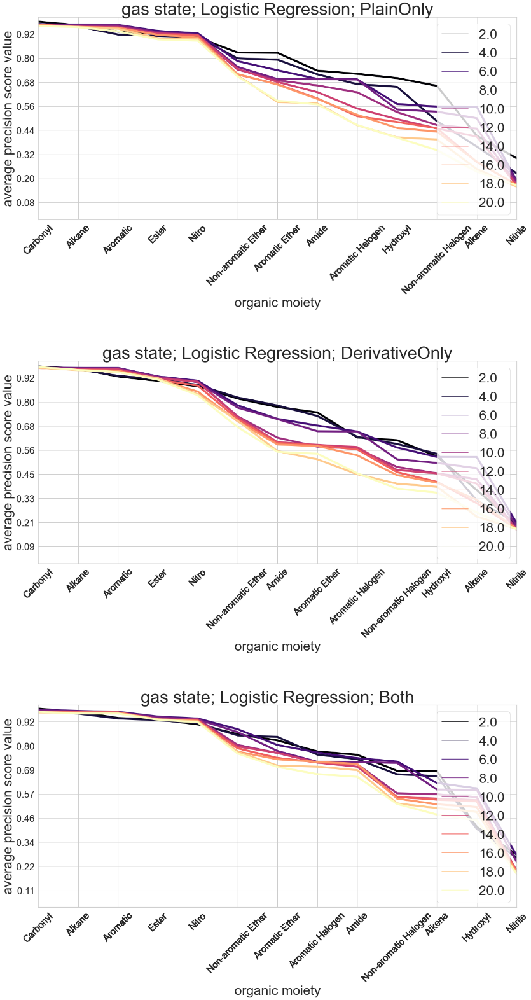 gas state; Logistic Regression; PlainOnly
average precision score value
0.92
0.80
0.68
0.56
0.44
0.32
0.20
0.08
2.0
4.0
6.0
8.0
10.0
12.0
14.0
16.0
18.0
20.0
Carbonyl
Alkane
Aromatic
Ester
Nitro
Non-aromatic Ether
Aromatic Ether
Amide
Aromatic Halogen
Hydroxyl
Non-aromatic Halogen
Alkene
Nitrile
organic moiety
gas state; Logistic Regression; DerivativeOnly
average precision score value
0.92
0.80
0.68
0.56
0.45
0.33
0.21
0.09
2.0
4.0
6.0
8.0
10.0
12.0
14.0
16.0
18.0
20.0
Carbonyl
Alkane
Aromatic
Ester
Nitro
Non-aromatic Ether
Amide
Aromatic Ether
Aromatic Halogen
Non-aromatic Halogen
Hydroxyl
Alkene
Nitrile
organic moiety
gas state; Logistic Regression; Both
average precision score value
0.92
0.80
0.69
0.57
0.46
0.34
0.22
0.11
2.0
4.0
6.0
8.0
10.0
12.0
14.0
16.0
18.0
20.0
Carbonyl
Alkane
Aromatic
Ester
Nitro
Non-aromatic Ether
Aromatic Ether
Aromatic Halogen
Amide
Non-aromatic Halogen
Alkene
Hydroxyl
Nitrile
organic moiety